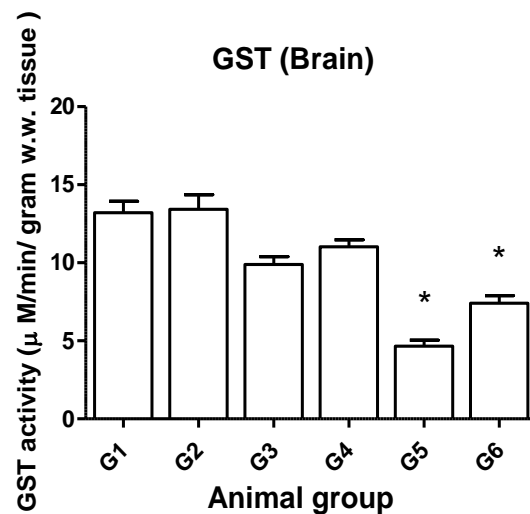 GST (Brain)
GST activity (μ M/min/ gram w.w. tissue )
20
15
10
5
0
*
*
G1
G2
G3
G4
G5
G6
Animal group